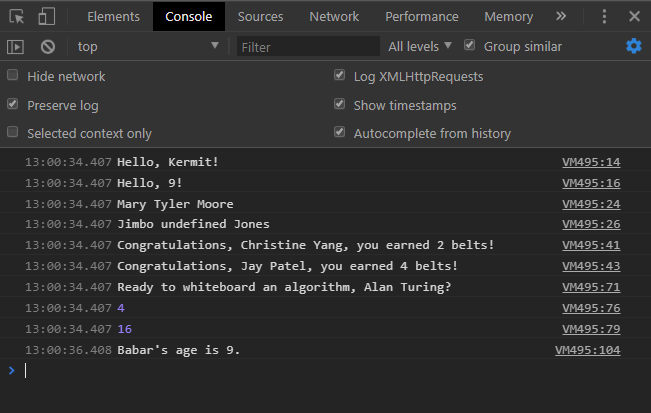 Elements Console Sources Network Performance Memory »
top Filter All levels Group similar
Hide network Log XMLHttpRequests
Preserve log Show timestamps
Selected context only Autocomplete from history
13:00:34.407 Hello, Kermit! VM495:14
13:00:34.407 Hello, 9! VM495:16
13:00:34.407 Mary Tyler Moore VM495:24
13:00:34.407 Jimbo undefined Jones VM495:26
13:00:34.407 Congratulations, Christine Yang, you earned 2 belts! VM495:41
13:00:34.407 Congratulations, Jay Patel, you earned 4 belts! VM495:43
13:00:34.407 Ready to whiteboard an algorithm, Alan Turing? VM495:71
13:00:34.407 4 VM495:76
13:00:34.407 16 VM495:79
13:00:36.408 Babar's age is 9. VM495:104
>